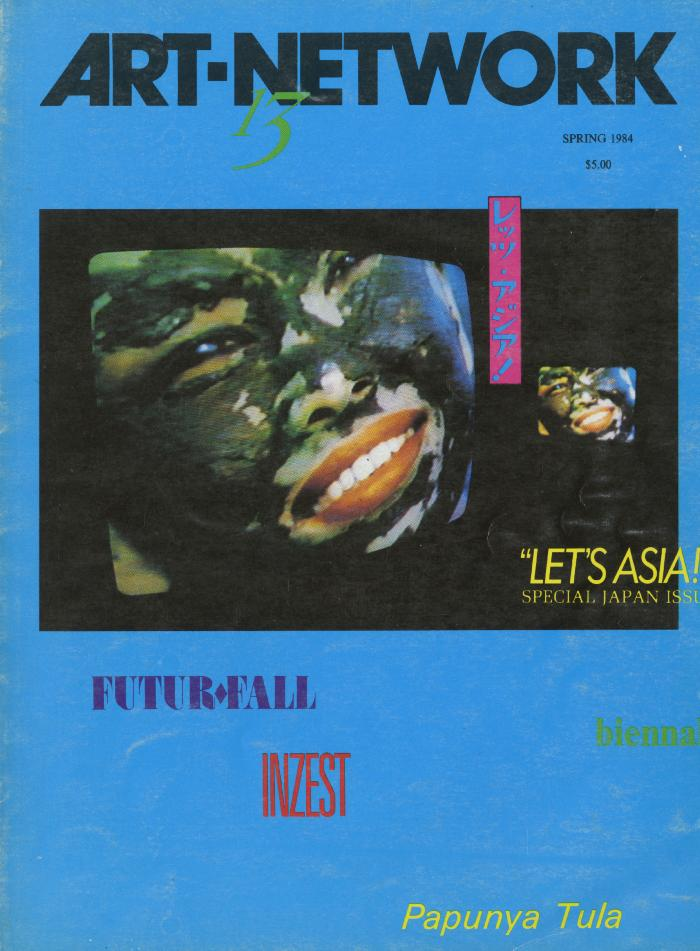 ART-NETWORK
13
SPRING 1984
$5.00
レッツ・アジア!
"LET'S ASIA!
SPECIAL JAPAN ISSU
FUTUR♦FALL
bienna
INZEST
Papunya Tula